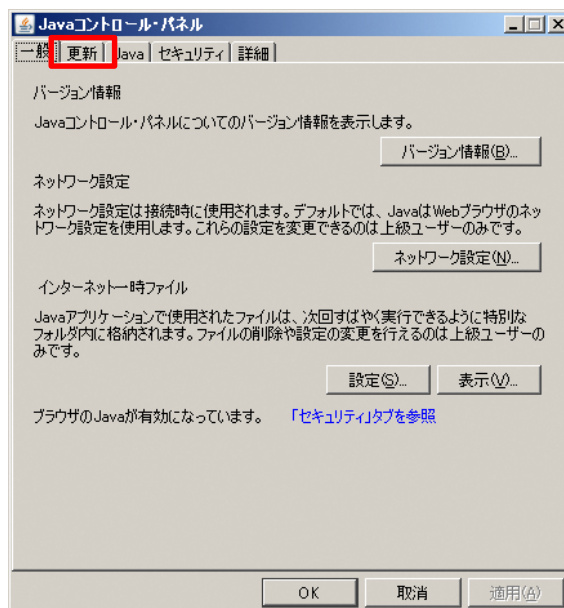 Javaコントロール・パネル
一般 更新 Java セキュリティ 詳細
バージョン情報
Javaコントロール・パネルについてのバージョン情報を表示します。
バージョン情報(B)...
ネットワーク設定
ネットワーク設定は接続時に使用されます。デフォルトでは、JavaはWebブラウザのネッ
トワーク設定を使用します。これらの設定を変更できるのは上級ユーザーのみです。
ネットワーク設定(N)...
インターネット一時ファイル
Javaアプリケーションで使用されたファイルは、次回すばやく実行できるように特別な
フォルダ内に格納されます。ファイルの削除や設定の変更を行えるのは上級ユーザーの
みです。
設定(S)... 表示(V)...
ブラウザのJavaが有効になっています。 「セキュリティ」タブを参照
OK 取消 適用(A)